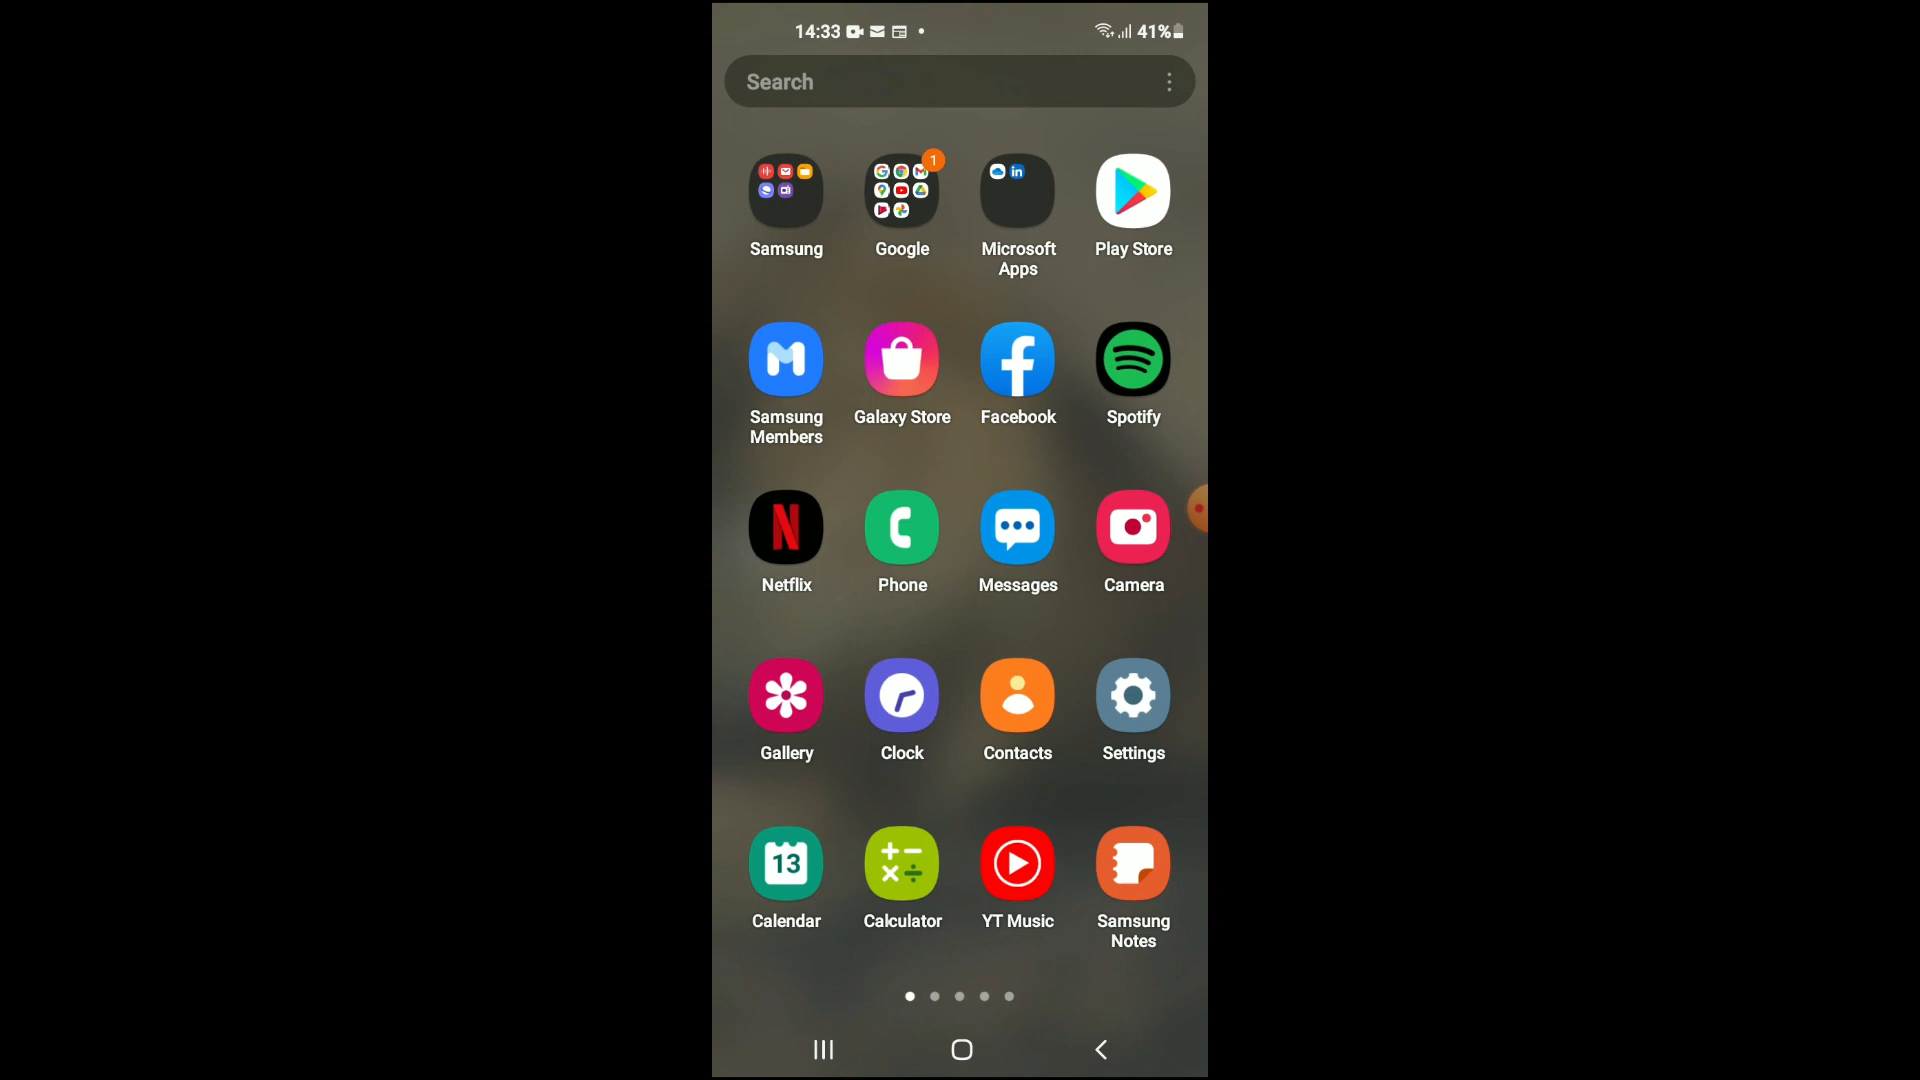 14:33 41%
Search
1
Samsung Google Microsoft Apps Play Store
Samsung Members Galaxy Store Facebook Spotify
Netflix Phone Messages Camera
Gallery Clock Contacts Settings
13
Calendar Calculator YT Music Samsung Notes